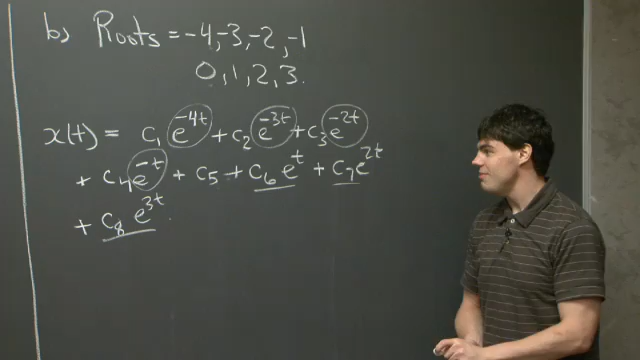 b) Roots = -4, -3, -2, -1
0, 1, 2, 3.
x(t) = c₁ e^{-4t} + c₂ e^{-3t} + c₃ e^{-2t}
+ c₄ e^{-t} + c₅ + c₆ e^{t} + c₇ e^{2t}
+ c₈ e^{3t}.